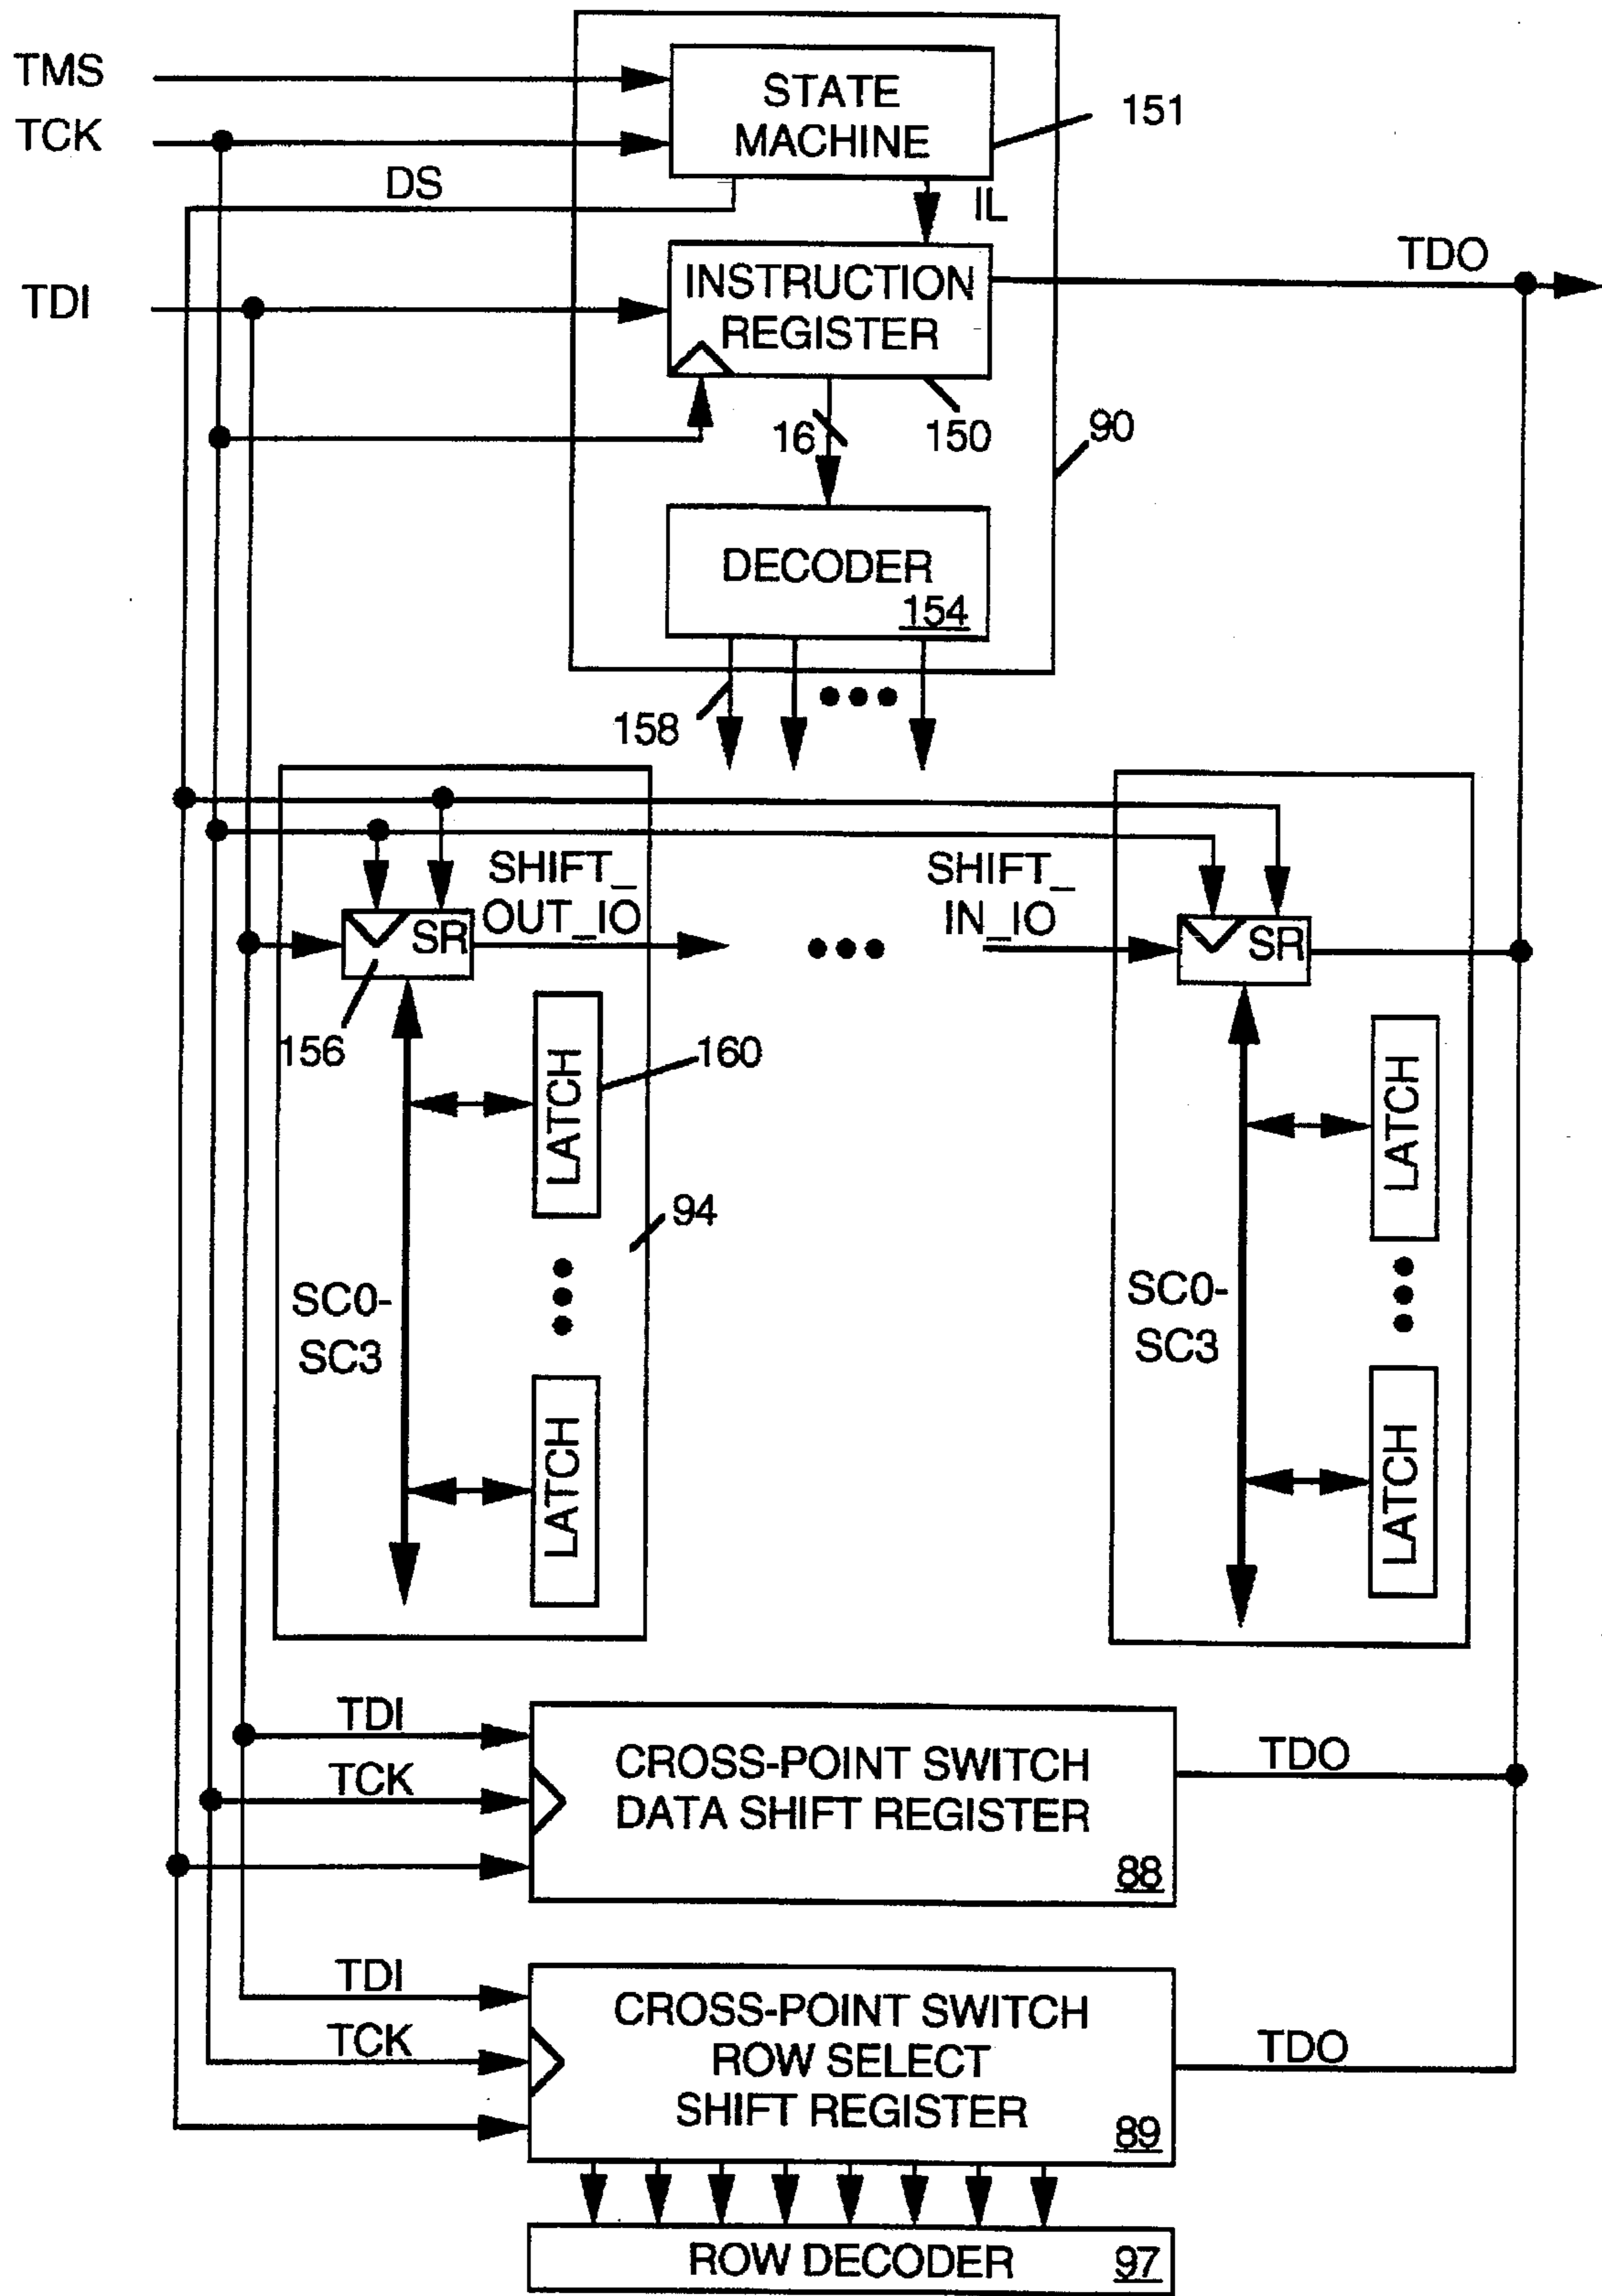 TMS
STATE
MACHINE
151
TCK
DS
IL
TDO
TDI
INSTRUCTION
REGISTER
16
150
90
DECODER
154
158
SHIFT_
OUT_IO
SHIFT_
IN_IO
SR
SR
156
LATCH
160
LATCH
94
SC0-
SC3
SC0-
SC3
LATCH
LATCH
TDI
TCK
CROSS-POINT SWITCH
DATA SHIFT REGISTER
88
TDO
TDI
TCK
CROSS-POINT SWITCH
ROW SELECT
SHIFT REGISTER
89
TDO
ROW DECODER
97